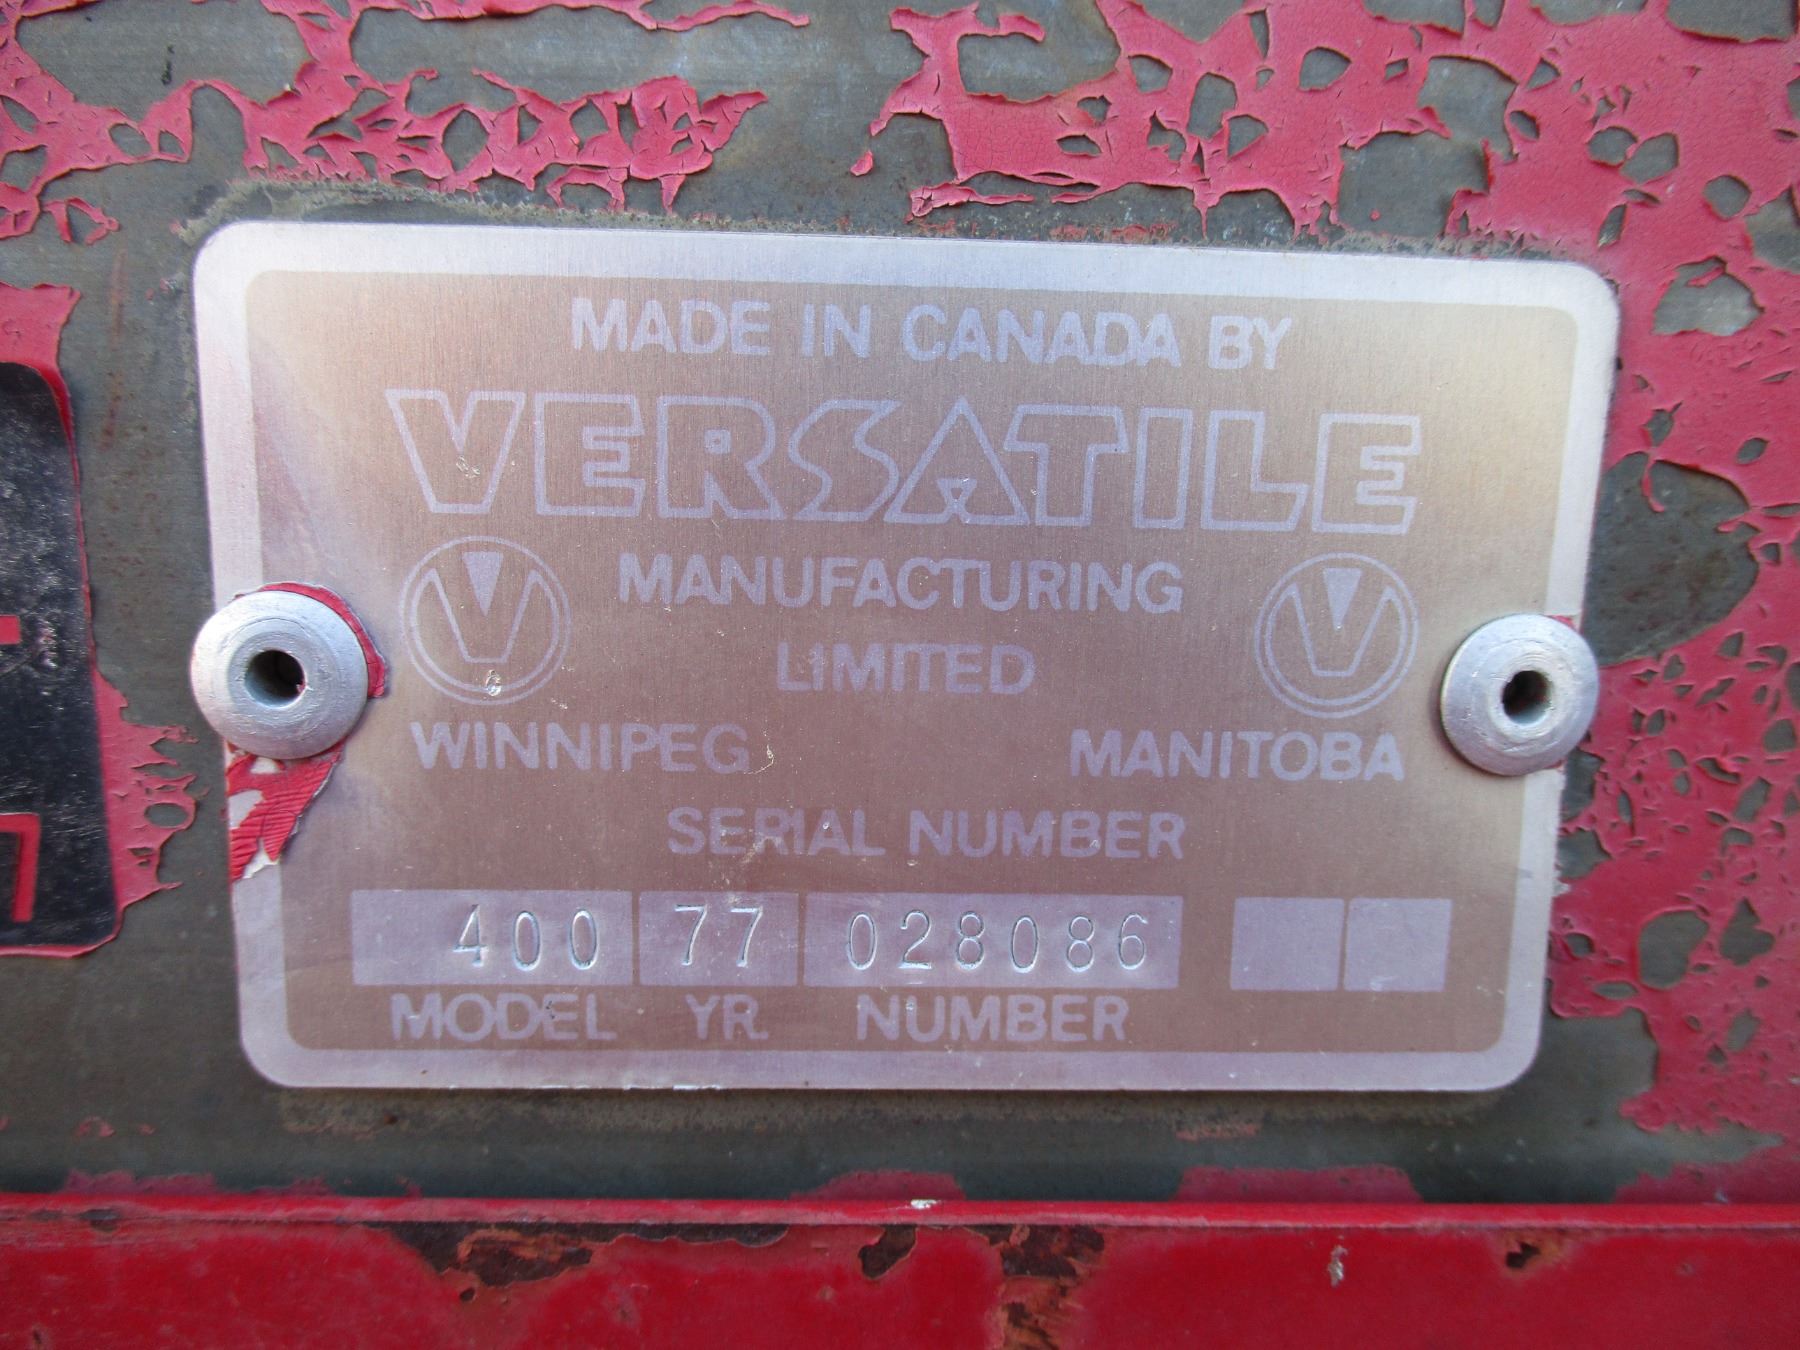 MADE IN CANADA BY
VERSATILE
MANUFACTURING
LIMITED
WINNIPEG MANITOBA
SERIAL NUMBER
400 77 028086
MODEL YR. NUMBER